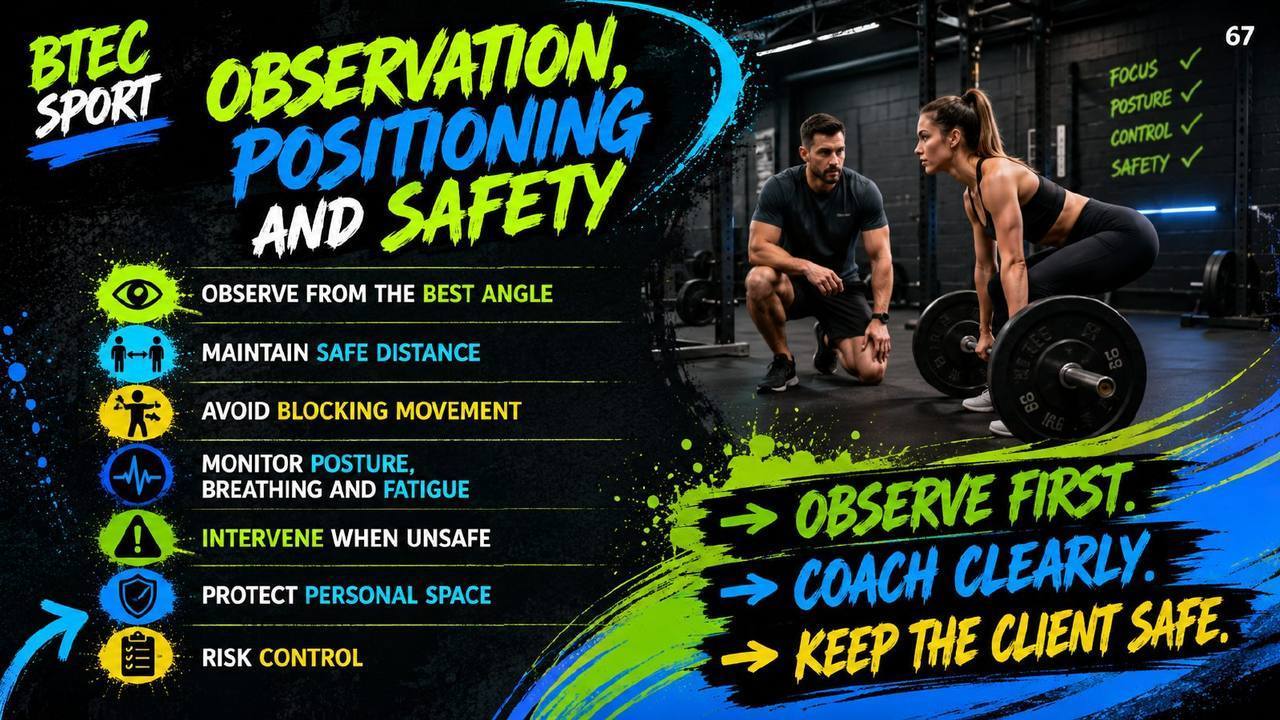 BTEC
SPORT
OBSERVATION,
POSITIONING
AND SAFETY
67
FOCUS ✓
POSTURE ✓
CONTROL ✓
SAFETY ✓
OBSERVE FROM THE BEST ANGLE
MAINTAIN SAFE DISTANCE
AVOID BLOCKING MOVEMENT
MONITOR POSTURE,
BREATHING AND FATIGUE
INTERVENE WHEN UNSAFE
PROTECT PERSONAL SPACE
RISK CONTROL
→ OBSERVE FIRST.
→ COACH CLEARLY.
→ KEEP THE CLIENT SAFE.